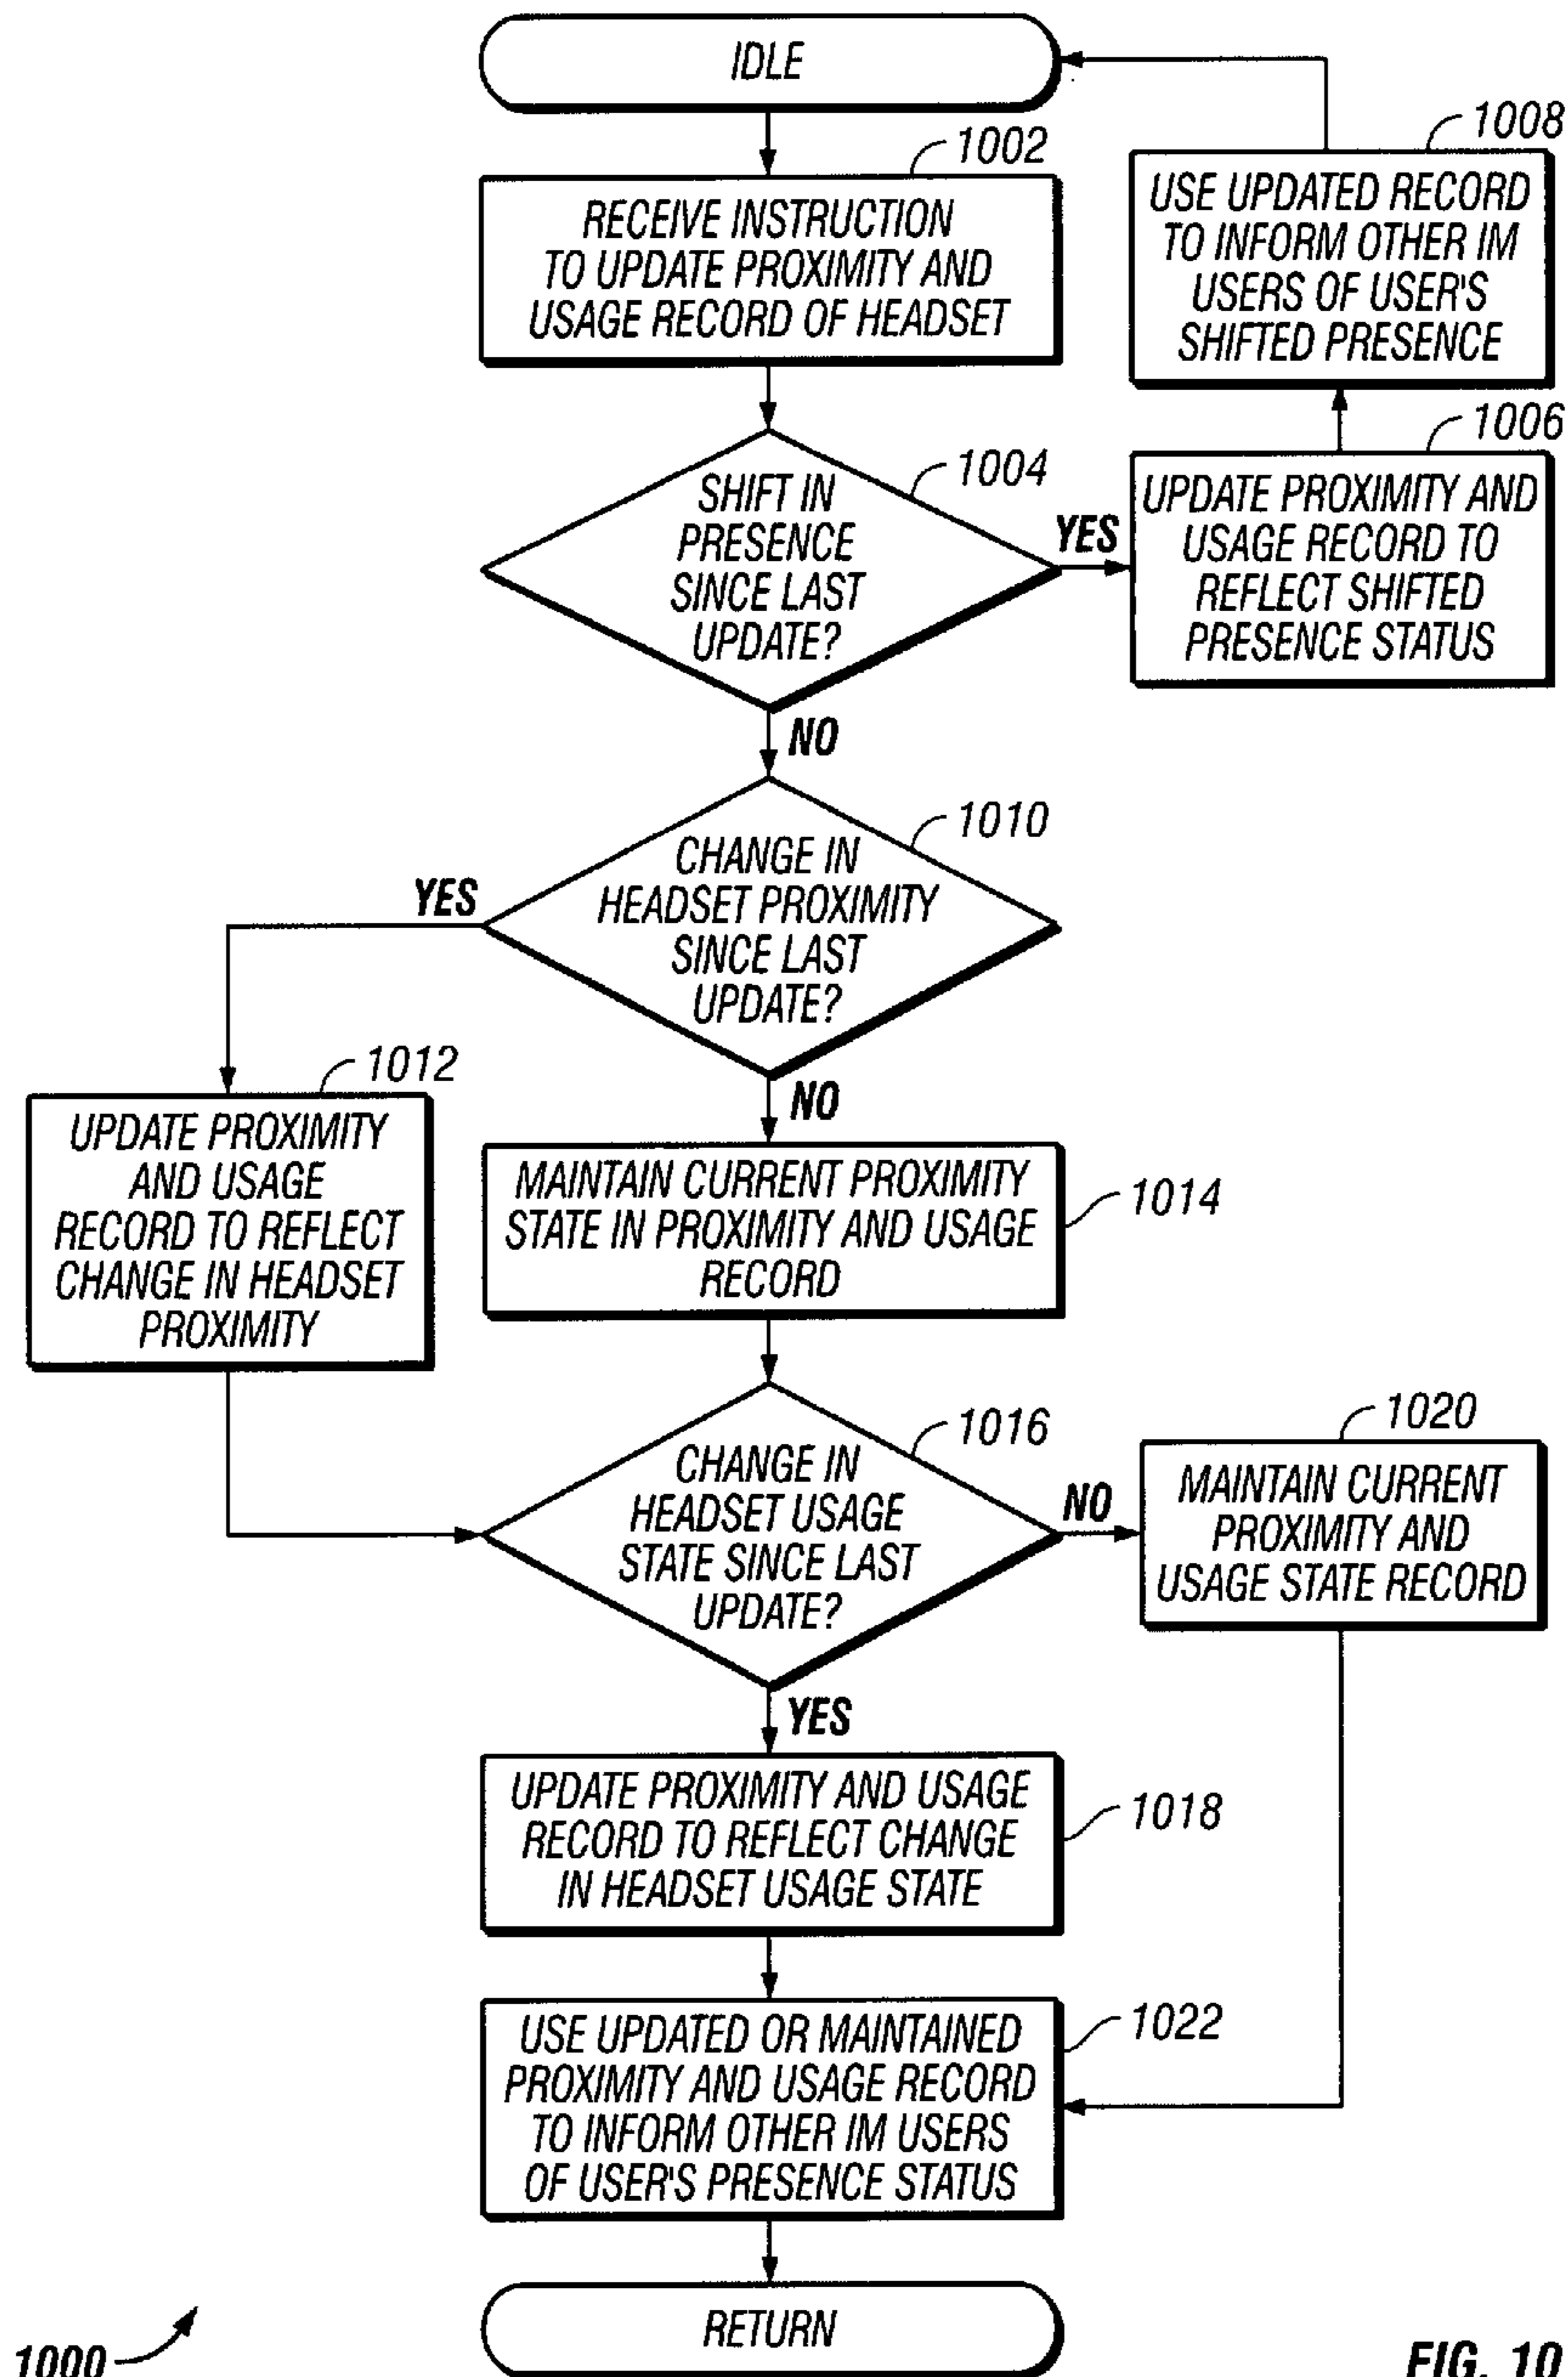 IDLE
1002
RECEIVE INSTRUCTION
TO UPDATE PROXIMITY AND
USAGE RECORD OF HEADSET
1008
USE UPDATED RECORD
TO INFORM OTHER IM
USERS OF USER'S
SHIFTED PRESENCE
1004
SHIFT IN
PRESENCE
SINCE LAST
UPDATE?
YES
1006
UPDATE PROXIMITY AND
USAGE RECORD TO
REFLECT SHIFTED
PRESENCE STATUS
NO
1010
CHANGE IN
HEADSET PROXIMITY
SINCE LAST
UPDATE?
YES
1012
UPDATE PROXIMITY
AND USAGE
RECORD TO REFLECT
CHANGE IN HEADSET
PROXIMITY
NO
MAINTAIN CURRENT PROXIMITY
STATE IN PROXIMITY AND USAGE
RECORD
1014
1016
CHANGE IN
HEADSET USAGE
STATE SINCE LAST
UPDATE?
NO
1020
MAINTAIN CURRENT
PROXIMITY AND
USAGE STATE RECORD
YES
UPDATE PROXIMITY AND USAGE
RECORD TO REFLECT CHANGE
IN HEADSET USAGE STATE
1018
USE UPDATED OR MAINTAINED
PROXIMITY AND USAGE RECORD
TO INFORM OTHER IM USERS
OF USER'S PRESENCE STATUS
1022
RETURN
1000
FIG. 10